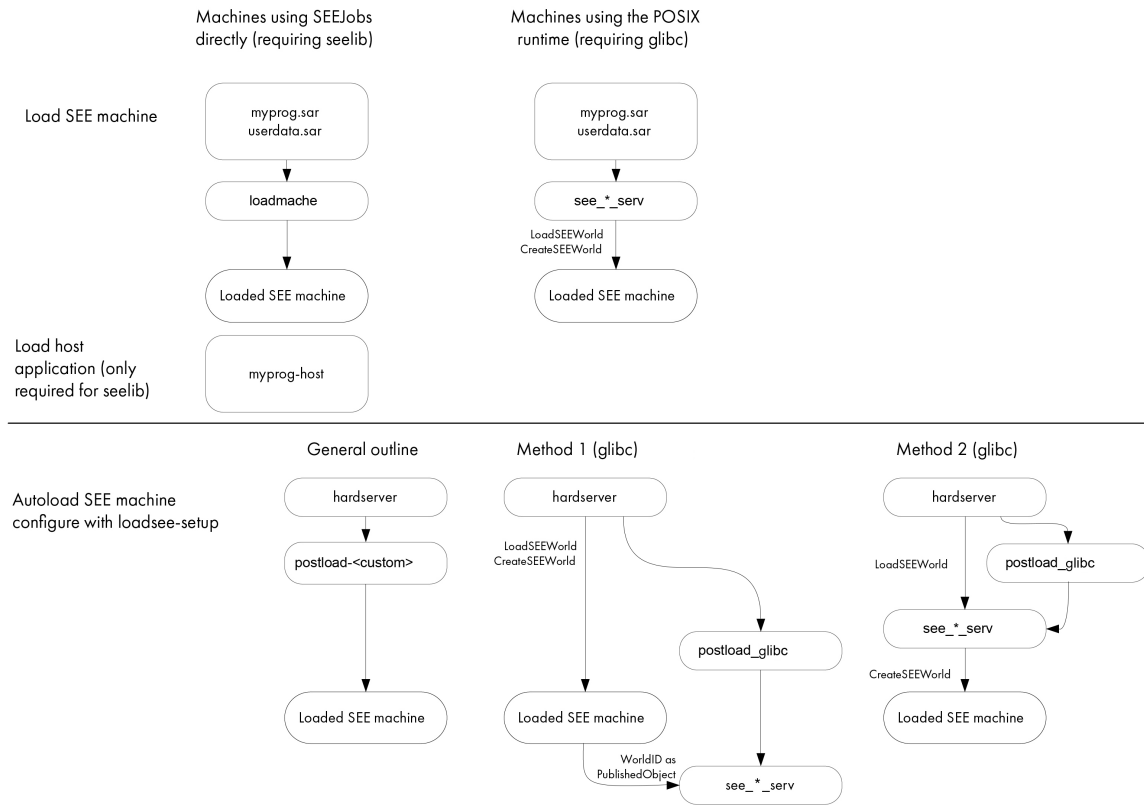 Machines using SEEJobs
directly (requiring seelib)
Machines using the POSIX
runtime (requiring glibc)
Load SEE machine
myprog.sar
userdata.sar
myprog.sar
userdata.sar
loadmache
see_*_serv
LoadSEEWorld
CreateSEEWorld
Loaded SEE machine
Loaded SEE machine
Load host
application (only
required for seelib)
myprog-host
General outline
Method 1 (glibc)
Method 2 (glibc)
Autoload SEE machine
configure with loadsee-setup
hardserver
hardserver
hardserver
postload-<custom>
LoadSEEWorld
CreateSEEWorld
LoadSEEWorld
postload_glibc
see_*_serv
postload_glibc
CreateSEEWorld
Loaded SEE machine
Loaded SEE machine
Loaded SEE machine
WorldID as
PublishedObject
see_*_serv